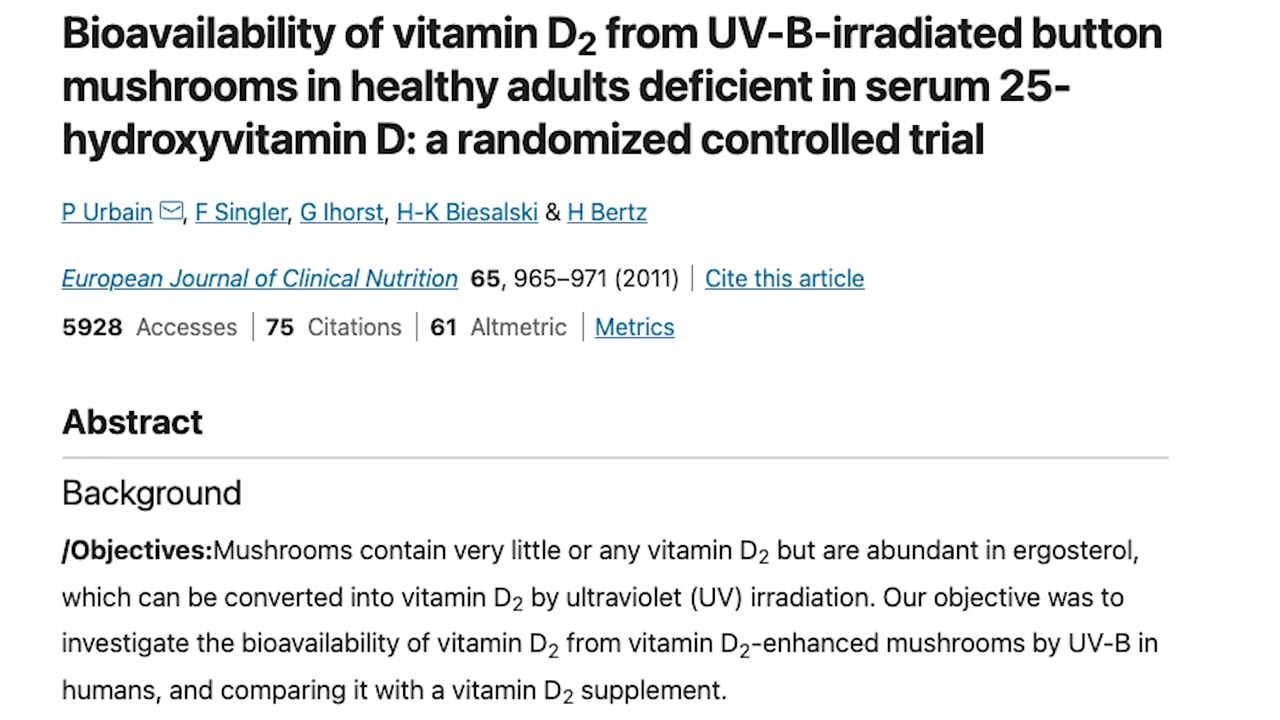 Bioavailability of vitamin D2 from UV-B-irradiated button
mushrooms in healthy adults deficient in serum 25-
hydroxyvitamin D: a randomized controlled trial
P Urbain, F Singler, G Ihorst, H-K Biesalski & H Bertz
European Journal of Clinical Nutrition 65, 965–971 (2011) | Cite this article
5928 Accesses | 75 Citations | 61 Altmetric | Metrics
Abstract
Background
/Objectives:Mushrooms contain very little or any vitamin D2 but are abundant in ergosterol,
which can be converted into vitamin D2 by ultraviolet (UV) irradiation. Our objective was to
investigate the bioavailability of vitamin D2 from vitamin D2-enhanced mushrooms by UV-B in
humans, and comparing it with a vitamin D2 supplement.